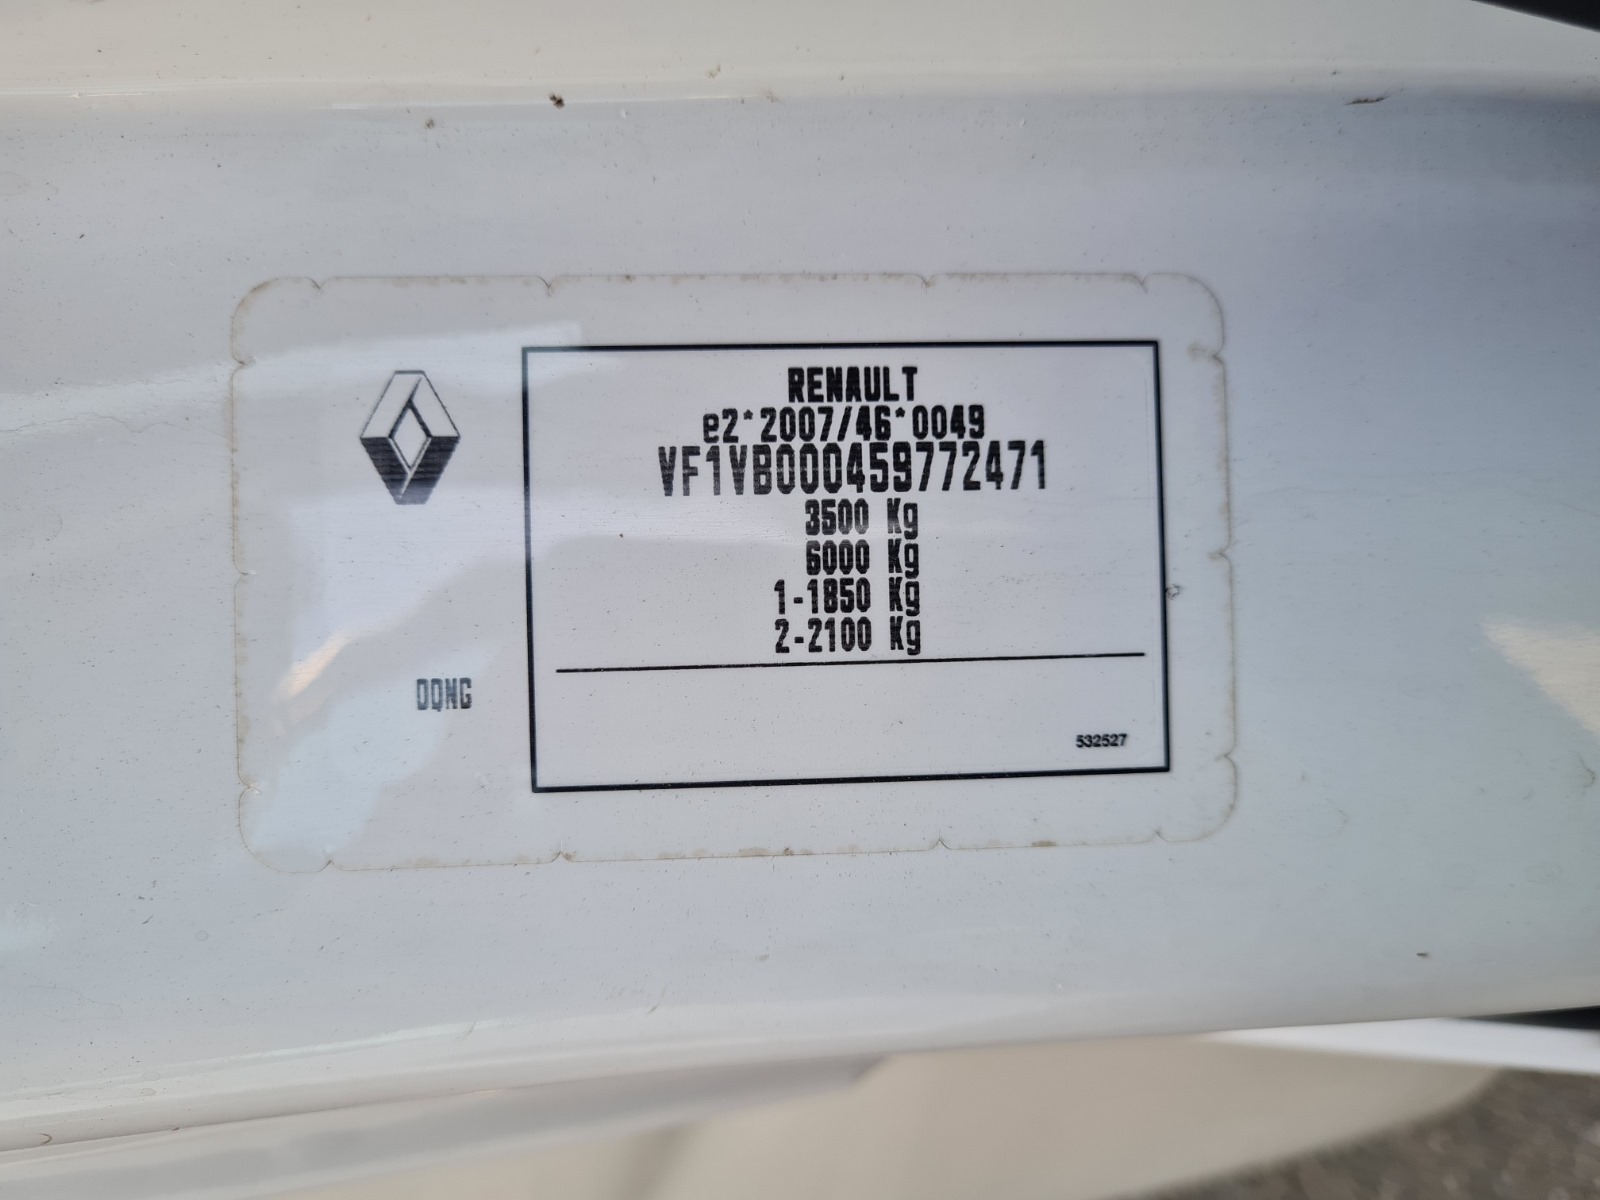 RENAULT
e2*2007/46*0049
VF1VB000459772471
3500 Kg
6000 Kg
1-1850 Kg
2-2100 Kg
DQNG
532527